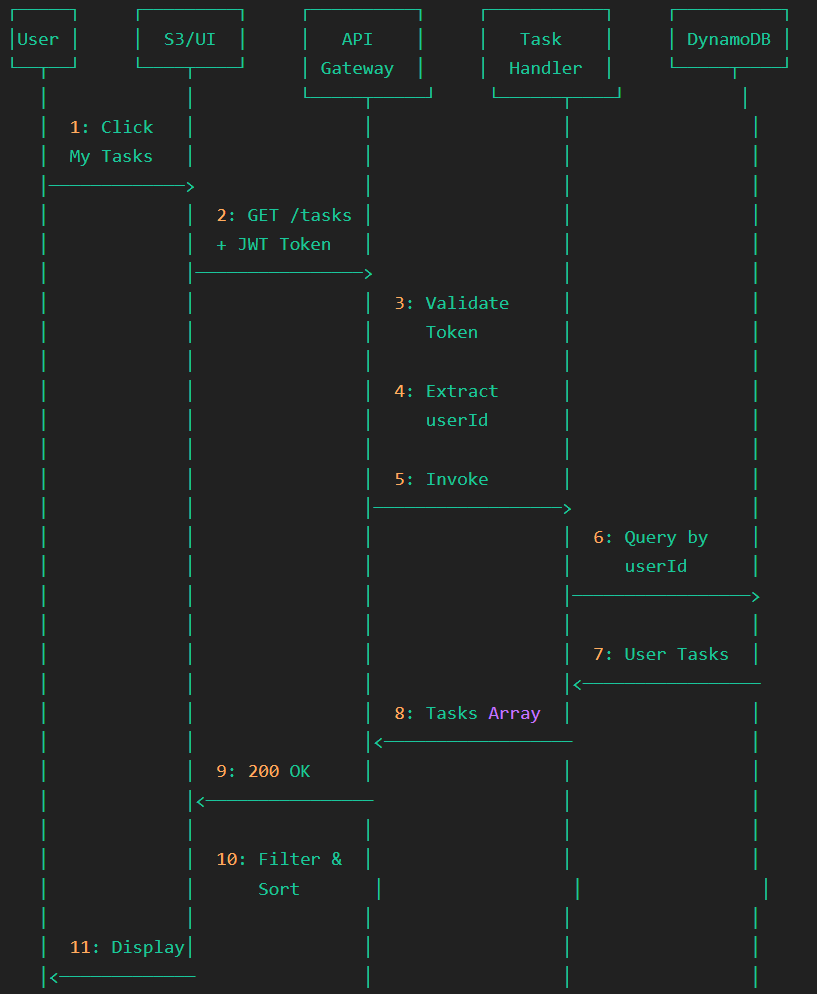 User S3/UI API Task DynamoDB
Gateway Handler
1: Click
My Tasks
2: GET /tasks
+ JWT Token
3: Validate
Token
4: Extract
userId
5: Invoke
6: Query by
userId
7: User Tasks
8: Tasks Array
9: 200 OK
10: Filter &
Sort
11: Display